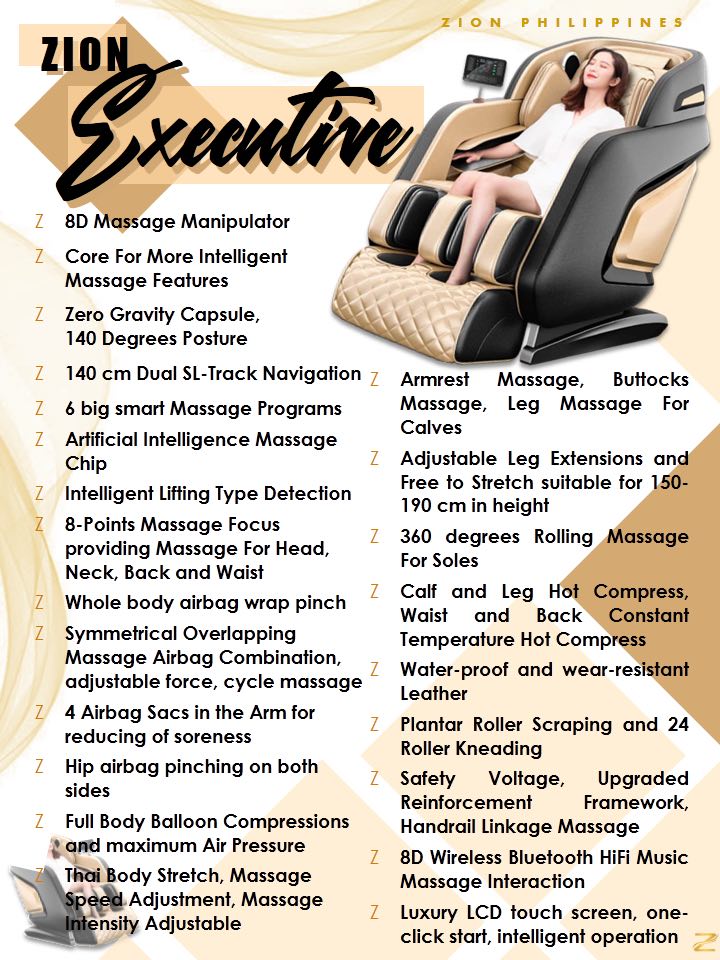 ZION PHILIPPINES
ZION
Executive
Z 8D Massage Manipulator
Z Core For More Intelligent
Massage Features
Z Zero Gravity Capsule,
140 Degrees Posture
Z 140 cm Dual SL-Track Navigation
Z 6 big smart Massage Programs
Z Artificial Intelligence Massage
Chip
Z Intelligent Lifting Type Detection
Z 8-Points Massage Focus
providing Massage For Head,
Neck, Back and Waist
Z Whole body airbag wrap pinch
Z Symmetrical Overlapping
Massage Airbag Combination,
adjustable force, cycle massage
Z 4 Airbag Sacs in the Arm for
reducing of soreness
Z Hip airbag pinching on both
sides
Z Full Body Balloon Compressions
and maximum Air Pressure
Z Thai Body Stretch, Massage
Speed Adjustment, Massage
Intensity Adjustable
Z Armrest Massage, Buttocks
Massage, Leg Massage For
Calves
Z Adjustable Leg Extensions and
Free to Stretch suitable for 150-
190 cm in height
Z 360 degrees Rolling Massage
For Soles
Z Calf and Leg Hot Compress,
Waist and Back Constant
Temperature Hot Compress
Z Water-proof and wear-resistant
Leather
Z Plantar Roller Scraping and 24
Roller Kneading
Z Safety Voltage, Upgraded
Reinforcement Framework,
Handrail Linkage Massage
Z 8D Wireless Bluetooth HiFi Music
Massage Interaction
Z Luxury LCD touch screen, one-
click start, intelligent operation
Z